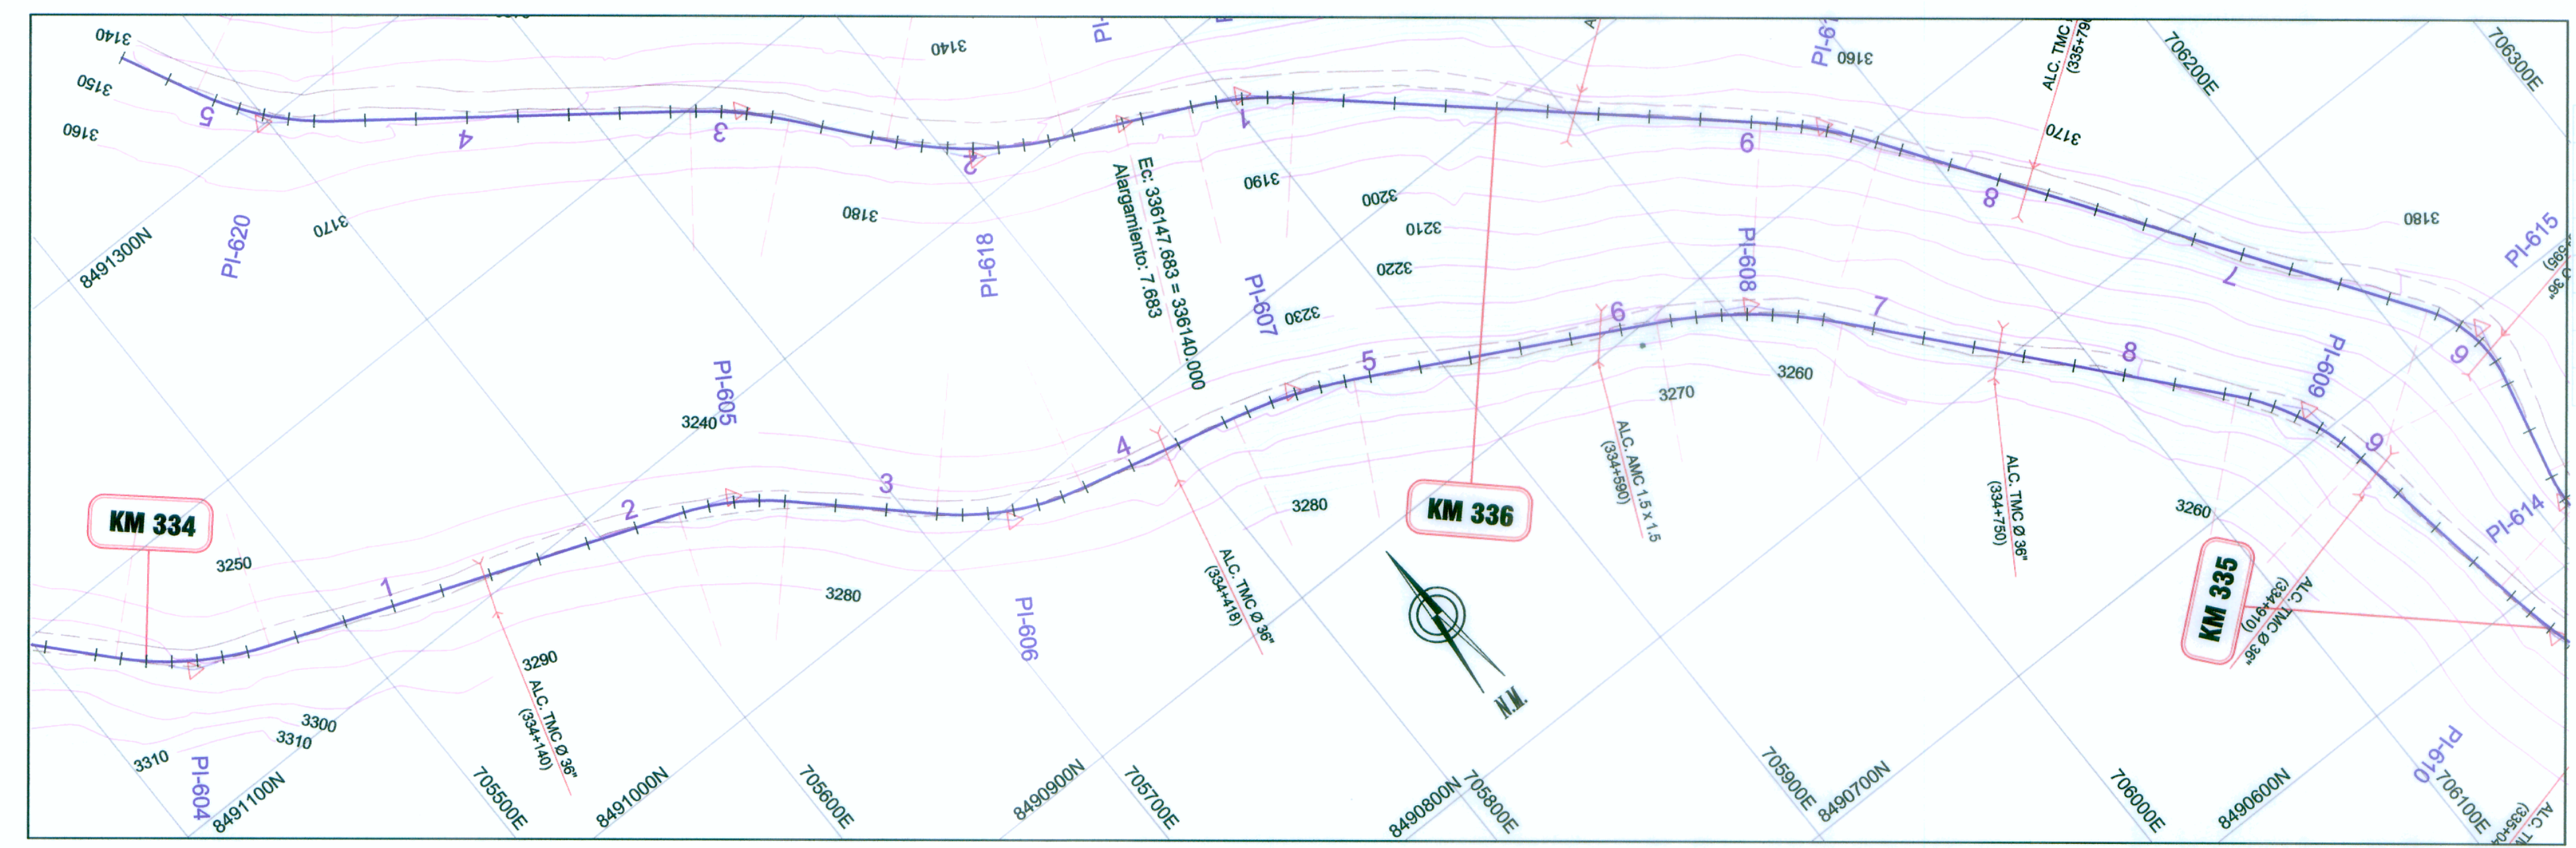 3140
3150
3160
5
4
3
2
1
9
8
7
6
3140
3160
PI-
PI-61
ALC. TMC
(335+790
706200E
706300E
3170
3180
PI-615
36"
8491300N
PI-620
3170
3180
PI-618
Ec: 336147.683 = 336140.000
Alargamiento: 7.683
3190
3200
3210
3220
3230
PI-607
PI-608
PI-609
PI-614
PI-605
3240
KM 334
3250
1
2
3
4
5
6
7
8
9
3260
3270
3280
KM 336
ALC. AMC 1.5 x 1.5
(334+590)
ALC. TMC Ø 36"
(334+750)
3260
KM 335
ALC. TMC Ø 36"
(334+910)
3280
PI-606
ALC. TMC Ø 36"
(334+418)
3290
ALC. TMC Ø 36"
(334+140)
3300
3310
3310
PI-604
N.M.
8491100N
705500E
8491000N
705600E
8490900N
705700E
8490800N
705800E
705900E
8490700N
706000E
8490600N
706100E
PI-610